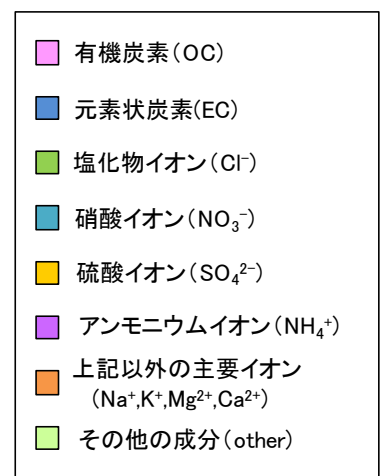 有機炭素(OC)
元素状炭素(EC)
塩化物イオン(Cl⁻)
硝酸イオン(NO₃⁻)
硫酸イオン(SO₄²⁻)
アンモニウムイオン(NH₄⁺)
上記以外の主要イオン
(Na⁺,K⁺,Mg²⁺,Ca²⁺)
その他の成分(other)